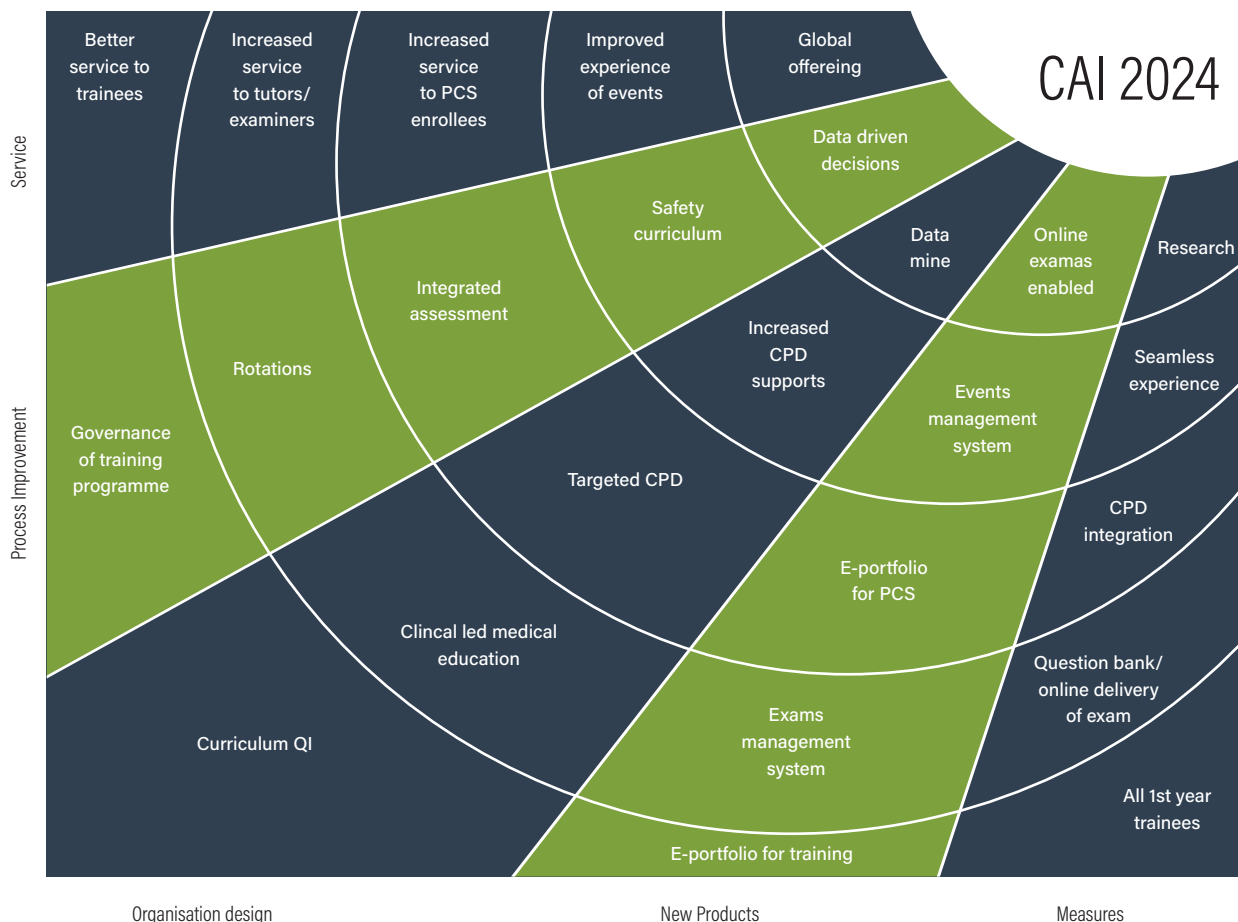 CAI 2024
Service
Better
service to
trainees
Increased
service
to tutors/
examiners
Increased
service
to PCS
enrollees
Improved
experience
of events
Global
offereing
Process Improvement
Governance
of training
programme
Rotations
Integrated
assessment
Safety
curriculum
Data driven
decisions
Organisation design
Curriculum QI
Clincal led medical
education
Targeted CPD
Increased
CPD
supports
Data
mine
New Products
E-portfolio for training
Exams
management
system
E-portfolio
for PCS
Events
management
system
Online
examas
enabled
Measures
All 1st year
trainees
Question bank/
online delivery
of exam
CPD
integration
Seamless
experience
Research